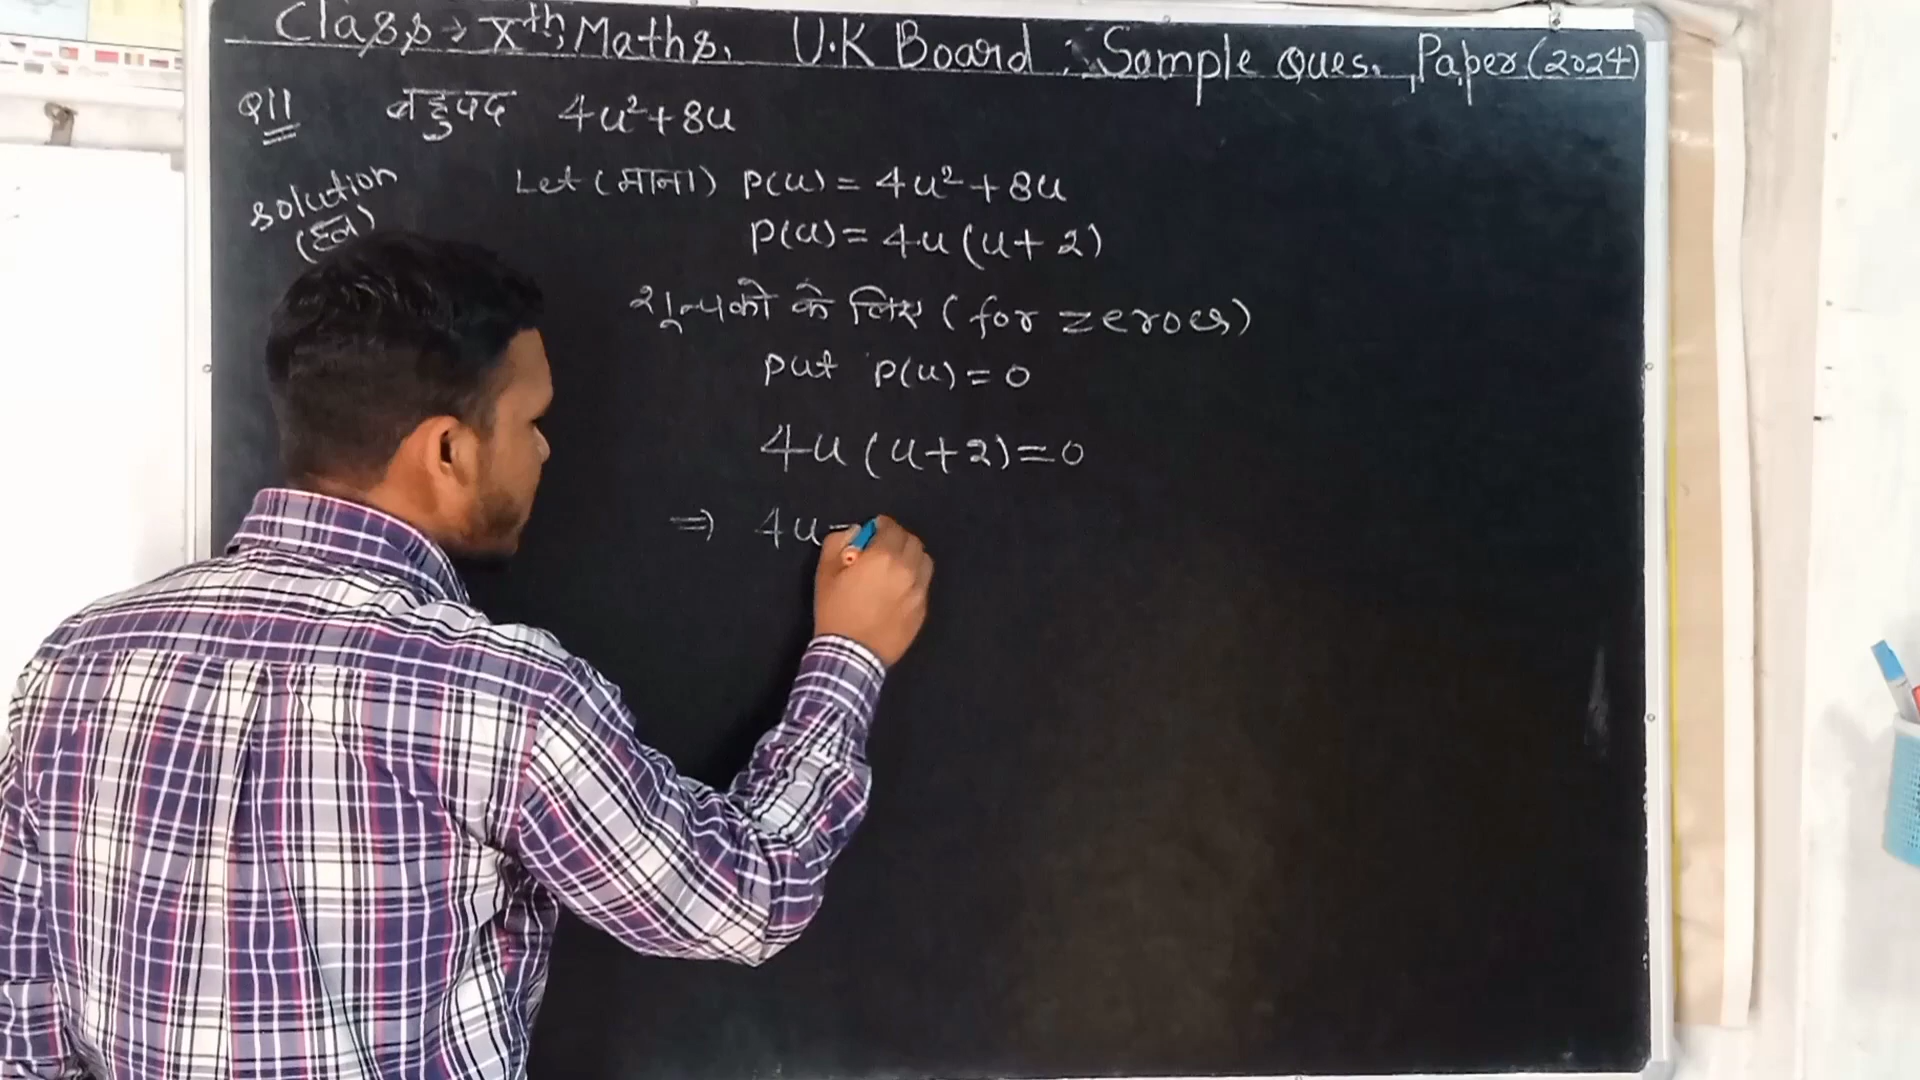 Class → Xth, Maths. U.K Board : Sample Ques. Paper (2024)
Q11 बहुपद 4u²+8u
Solution
(हल)
Let (माना) p(u) = 4u²+8u
p(u) = 4u (u+2)
शून्यको के लिए (for zeroes)
put p(u) = 0
4u (u+2) = 0
⇒ 4u =